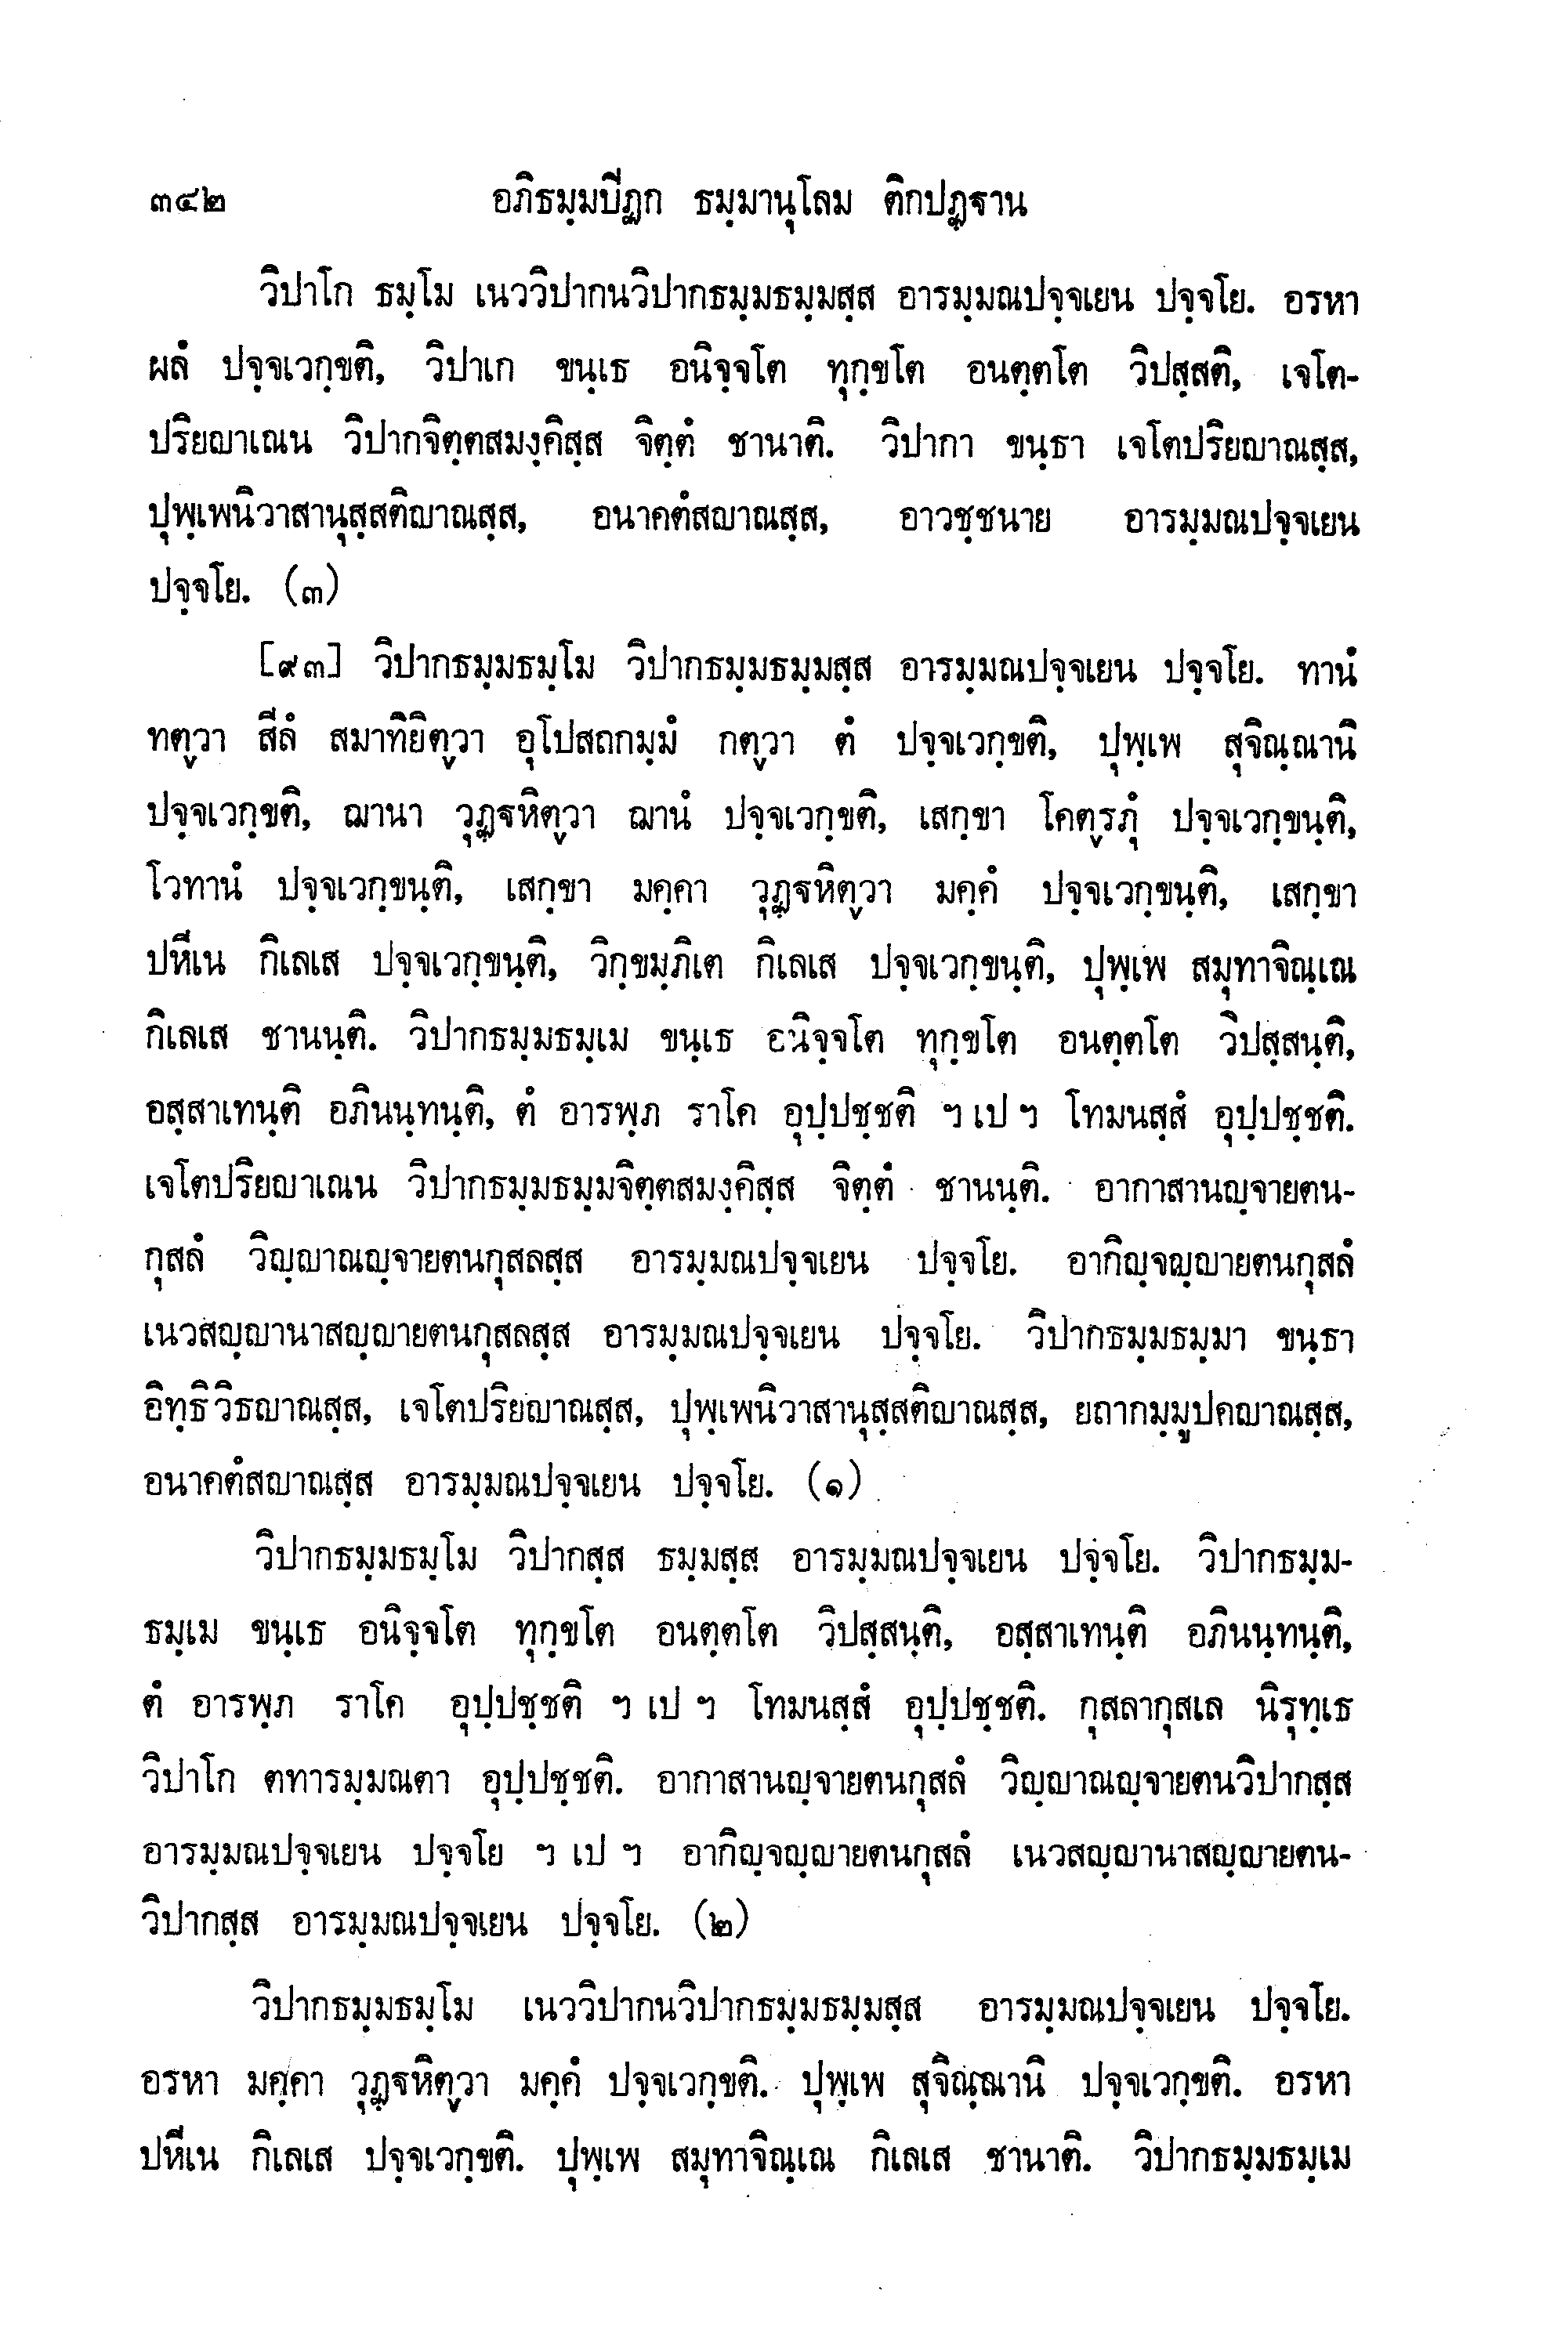 ๓๔๒ อภิธมฺมปิฏก ธมฺมานุโลม ติกปฏฺฐาน
วิปาโก ธมฺโม เนววิปากนวิปากธมฺมธมฺมสฺส อารมฺมณปจฺจเยน ปจฺจโย. อรหา
ผลํ ปจฺจเวกฺขติ, วิปาเก ขนฺเธ อนิจฺจโต ทุกฺขโต อนตฺตโต วิปสฺสติ, เจโต-
ปริยญาเณน วิปากจิตฺตสมงฺคิสฺส จิตฺตํ ชานาติ. วิปากา ขนฺธา เจโตปริยญาณสฺส,
ปุพฺเพนิวาสานุสฺสติญาณสฺส, อนาคตํสญาณสฺส, อาวชฺชนาย อารมฺมณปจฺจเยน
ปจฺจโย. (๓)
[๙๓] วิปากธมฺมธมฺโม วิปากธมฺมธมฺมสฺส อารมฺมณปจฺจเยน ปจฺจโย. ทานํ
ทตฺวา สีลํ สมาทิยิตฺวา อุโปสถกมฺมํ กตฺวา ตํ ปจฺจเวกฺขติ, ปุพฺเพ สุจิณฺณานิ
ปจฺจเวกฺขติ, ฌานา วุฏฺฐหิตฺวา ฌานํ ปจฺจเวกฺขติ, เสกฺขา โคตฺรภุํ ปจฺจเวกฺขนฺติ,
โวทานํ ปจฺจเวกฺขนฺติ, เสกฺขา มคฺคา วุฏฺฐหิตฺวา มคฺคํ ปจฺจเวกฺขนฺติ, เสกฺขา
ปหีเน กิเลเส ปจฺจเวกฺขนฺติ, วิกฺขมฺภิเต กิเลเส ปจฺจเวกฺขนฺติ, ปุพฺเพ สมุทาจิณฺเณ
กิเลเส ชานนฺติ. วิปากธมฺมธมฺเม ขนฺเธ อนิจฺจโต ทุกฺขโต อนตฺตโต วิปสฺสนฺติ,
อสฺสาเทนฺติ อภินนฺทนฺติ, ตํ อารพฺภ ราโค อุปฺปชฺชติ ฯ เป ฯ โทมนสฺสํ อุปฺปชฺชติ.
เจโตปริยญาเณน วิปากธมฺมธมฺมจิตฺตสมงฺคิสฺส จิตฺตํ ชานนฺติ. อากาสานญฺจายตน-
กุสลํ วิญฺญาณญฺจายตนกุสลสฺส อารมฺมณปจฺจเยน ปจฺจโย. อากิญฺจญฺญายตนกุสลํ
เนวสญฺญานาสญฺญายตนกุสลสฺส อารมฺมณปจฺจเยน ปจฺจโย. วิปากธมฺมธมฺมา ขนฺธา
อิทฺธิวิธญาณสฺส, เจโตปริยญาณสฺส, ปุพฺเพนิวาสานุสฺสติญาณสฺส, ยถากมฺมูปคญาณสฺส,
อนาคตํสญาณสฺส อารมฺมณปจฺจเยน ปจฺจโย. (๑)
วิปากธมฺมธมฺโม วิปากสฺส ธมฺมสฺส อารมฺมณปจฺจเยน ปจฺจโย. วิปากธมฺม-
ธมฺเม ขนฺเธ อนิจฺจโต ทุกฺขโต อนตฺตโต วิปสฺสนฺติ, อสฺสาเทนฺติ อภินนฺทนฺติ,
ตํ อารพฺภ ราโค อุปฺปชฺชติ ฯ เป ฯ โทมนสฺสํ อุปฺปชฺชติ. กุสลากุสเล นิรุทฺเธ
วิปาโก ตทารมฺมณตา อุปฺปชฺชติ. อากาสานญฺจายตนกุสลํ วิญฺญาณญฺจายตนวิปากสฺส
อารมฺมณปจฺจเยน ปจฺจโย ฯ เป ฯ อากิญฺจญฺญายตนกุสลํ เนวสญฺญานาสญฺญายตน-
วิปากสฺส อารมฺมณปจฺจเยน ปจฺจโย. (๒)
วิปากธมฺมธมฺโม เนววิปากนวิปากธมฺมธมฺมสฺส อารมฺมณปจฺจเยน ปจฺจโย.
อรหา มคฺคา วุฏฺฐหิตฺวา มคฺคํ ปจฺจเวกฺขติ. ปุพฺเพ สุจิณฺณานิ ปจฺจเวกฺขติ. อรหา
ปหีเน กิเลเส ปจฺจเวกฺขติ. ปุพฺเพ สมุทาจิณฺเณ กิเลเส ชานาติ. วิปากธมฺมธมฺเม